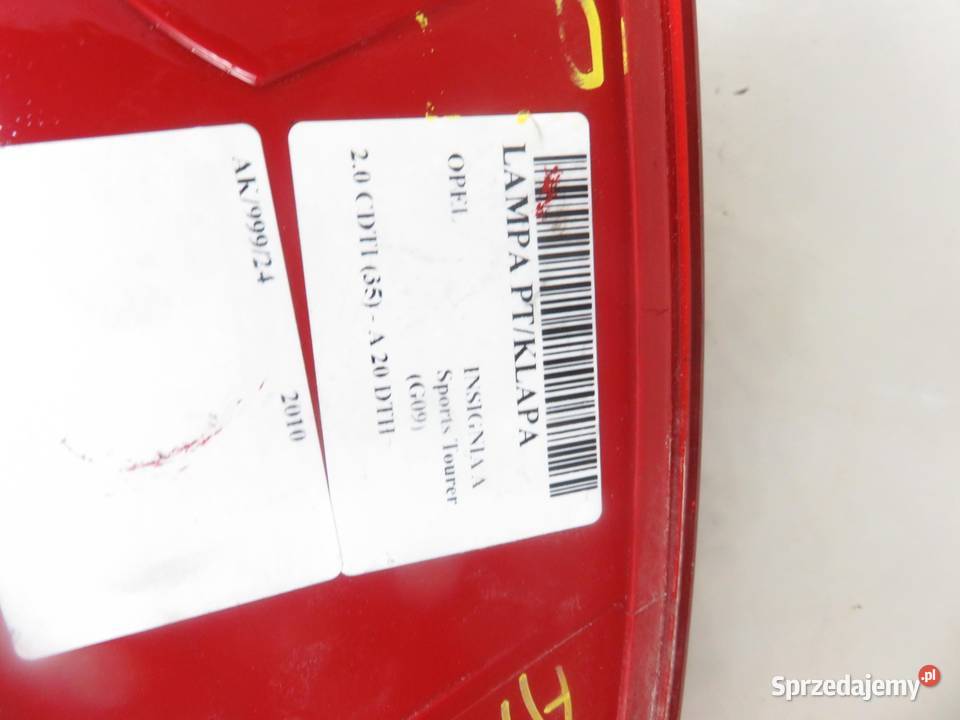 LAMPA PT/KLAPA
OPEL INSIGNIA A
Sports Tourer
(G09)
2.0 CDTI (35) - A 20 DTH
AK/999/24 2010
Sprzedajemy.pl